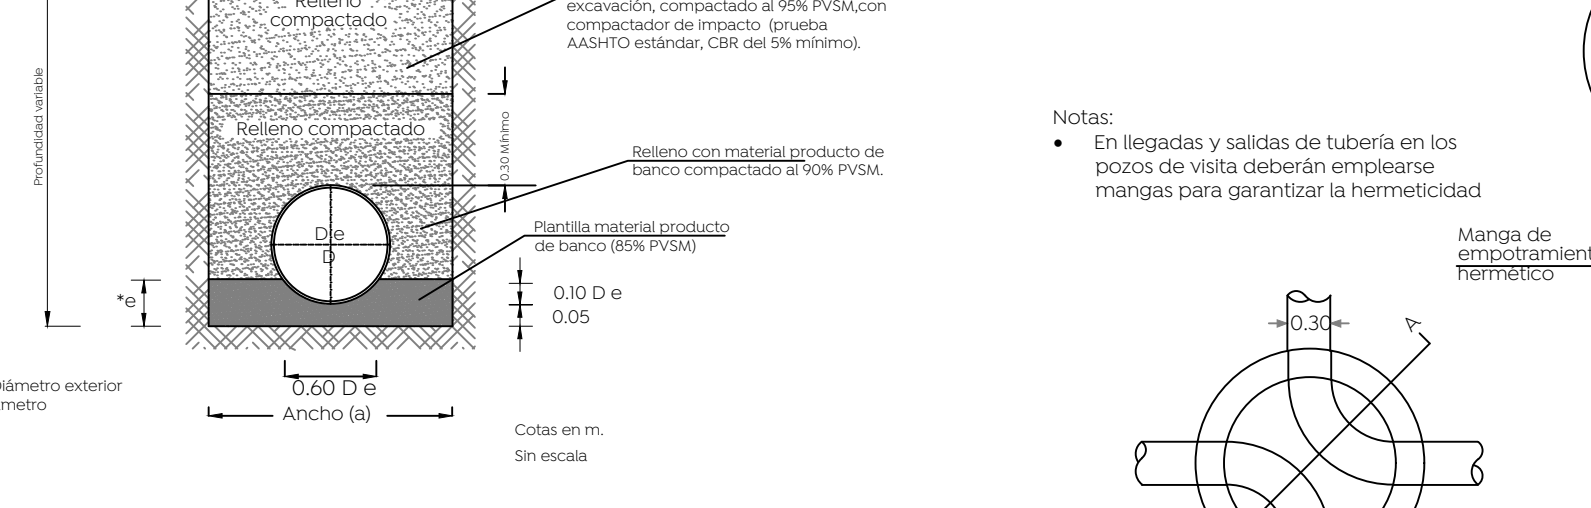 Relleno
compactado
excavación, compactado al 95% PVSM,con
compactador de impacto (prueba
AASHTO estándar, CBR del 5% mínimo).
Profundidad variable
Relleno compactado
0.30 Mínimo
Relleno con material producto de
banco compactado al 90% PVSM.
Plantilla material producto
de banco (85% PVSM)
D e
D
*e
0.10 D e
0.05
0.60 D e
Ancho (a)
Diámetro exterior
Cotas en m.
Sin escala
Notas:
• En llegadas y salidas de tubería en los
pozos de visita deberán emplearse
mangas para garantizar la hermeticidad
Manga de
hermético
0.30
A